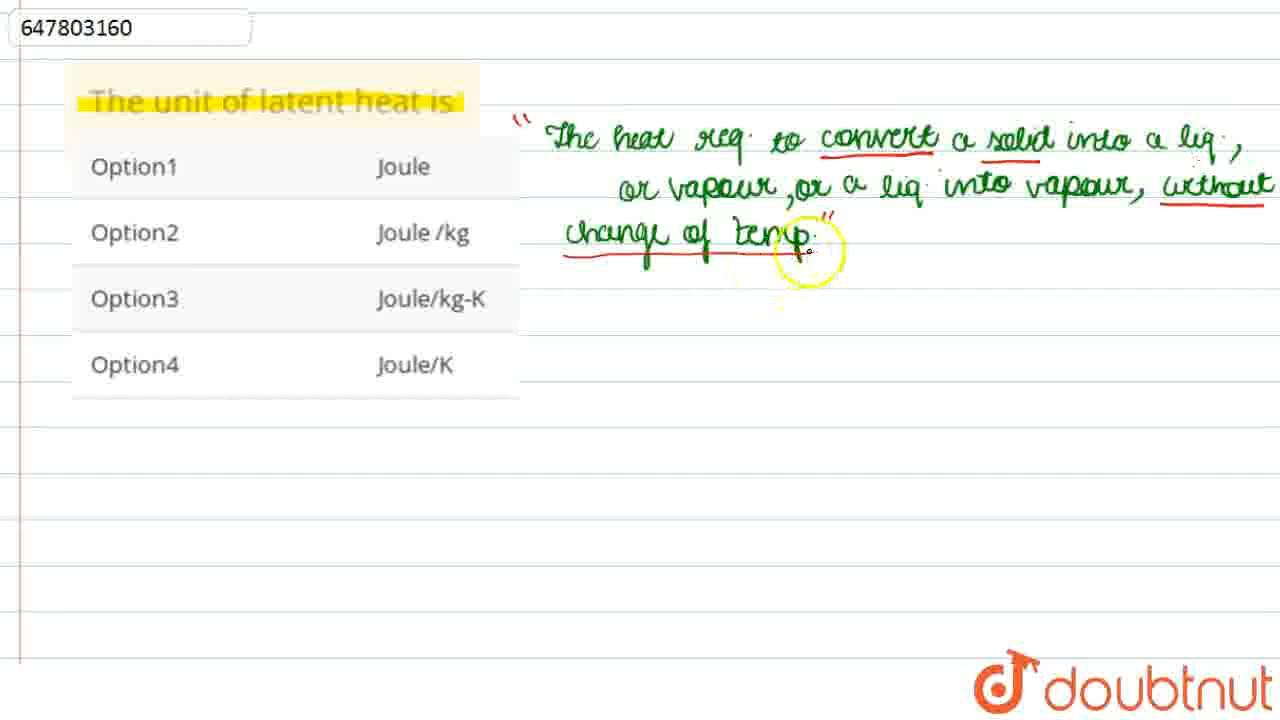 647803160
The unit of latent heat is
Option1 Joule
Option2 Joule /kg
Option3 Joule/kg-K
Option4 Joule/K
"The heat req. to convert a solid into a liq.,
or vapour, or a liq. into vapour, without
change of temp."
doubtnut